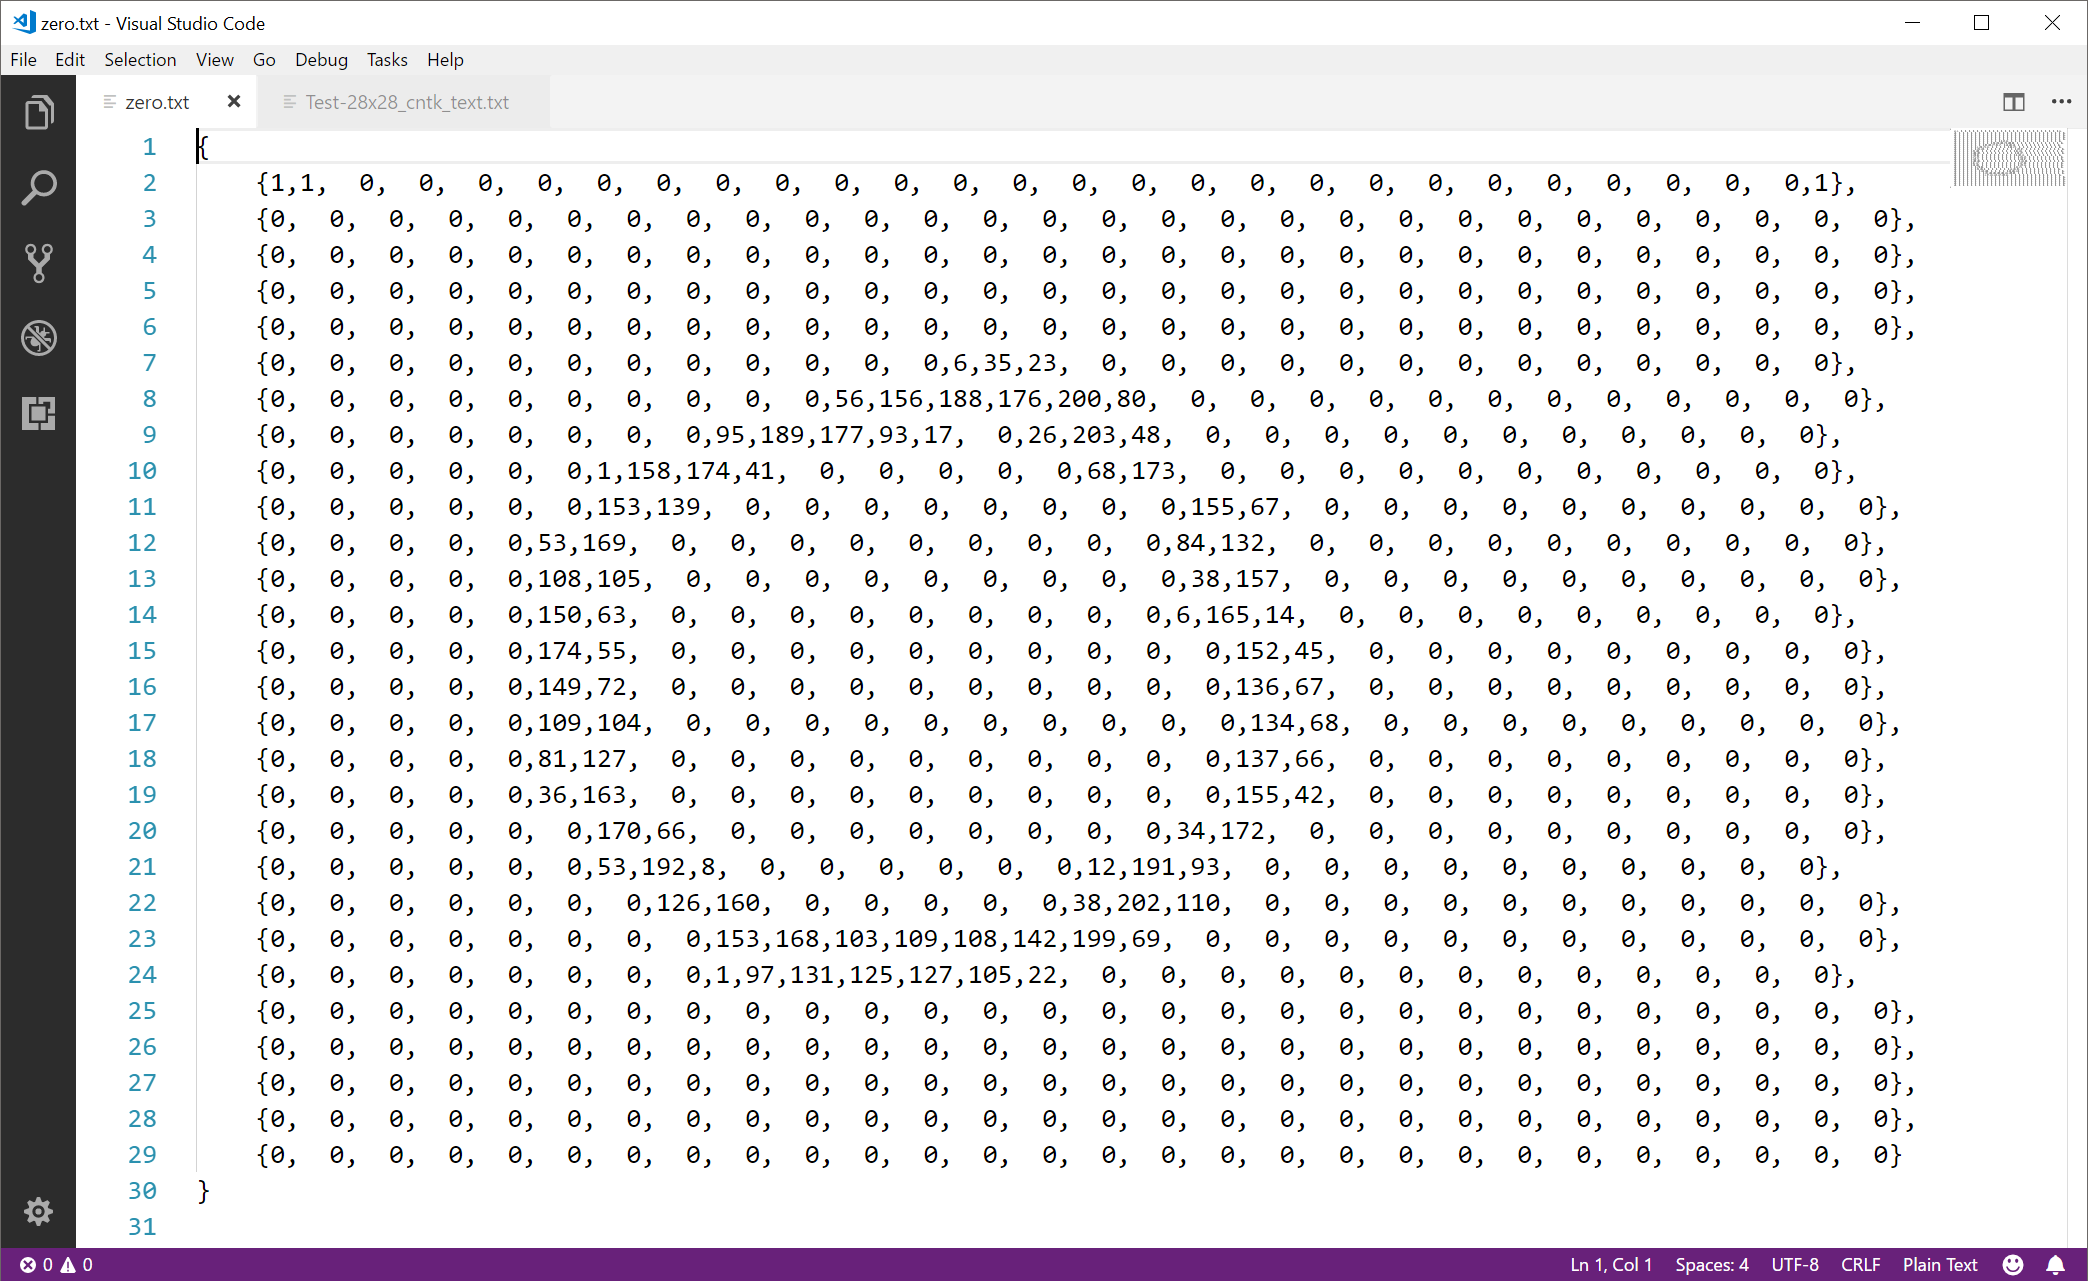 zero.txt - Visual Studio Code
File Edit Selection View Go Debug Tasks Help
zero.txt Test-28x28_cntk_text.txt
1 {
2 {1,1, 0, 0, 0, 0, 0, 0, 0, 0, 0, 0, 0, 0, 0, 0, 0, 0, 0, 0, 0, 0, 0, 0, 0, 0, 0,1},
3 {0, 0, 0, 0, 0, 0, 0, 0, 0, 0, 0, 0, 0, 0, 0, 0, 0, 0, 0, 0, 0, 0, 0, 0, 0, 0, 0, 0},
4 {0, 0, 0, 0, 0, 0, 0, 0, 0, 0, 0, 0, 0, 0, 0, 0, 0, 0, 0, 0, 0, 0, 0, 0, 0, 0, 0, 0},
5 {0, 0, 0, 0, 0, 0, 0, 0, 0, 0, 0, 0, 0, 0, 0, 0, 0, 0, 0, 0, 0, 0, 0, 0, 0, 0, 0, 0},
6 {0, 0, 0, 0, 0, 0, 0, 0, 0, 0, 0, 0, 0, 0, 0, 0, 0, 0, 0, 0, 0, 0, 0, 0, 0, 0, 0, 0},
7 {0, 0, 0, 0, 0, 0, 0, 0, 0, 0, 0, 0,6,35,23, 0, 0, 0, 0, 0, 0, 0, 0, 0, 0, 0, 0, 0},
8 {0, 0, 0, 0, 0, 0, 0, 0, 0, 0,56,156,188,176,200,80, 0, 0, 0, 0, 0, 0, 0, 0, 0, 0, 0, 0},
9 {0, 0, 0, 0, 0, 0, 0, 0,95,189,177,93,17, 0,26,203,48, 0, 0, 0, 0, 0, 0, 0, 0, 0, 0, 0},
10 {0, 0, 0, 0, 0, 0,1,158,174,41, 0, 0, 0, 0, 0,68,173, 0, 0, 0, 0, 0, 0, 0, 0, 0, 0, 0},
11 {0, 0, 0, 0, 0, 0,153,139, 0, 0, 0, 0, 0, 0, 0, 0,155,67, 0, 0, 0, 0, 0, 0, 0, 0, 0, 0},
12 {0, 0, 0, 0, 0,53,169, 0, 0, 0, 0, 0, 0, 0, 0, 0,84,132, 0, 0, 0, 0, 0, 0, 0, 0, 0, 0},
13 {0, 0, 0, 0, 0,108,105, 0, 0, 0, 0, 0, 0, 0, 0, 0,38,157, 0, 0, 0, 0, 0, 0, 0, 0, 0, 0},
14 {0, 0, 0, 0, 0,150,63, 0, 0, 0, 0, 0, 0, 0, 0, 0,6,165,14, 0, 0, 0, 0, 0, 0, 0, 0, 0},
15 {0, 0, 0, 0, 0,174,55, 0, 0, 0, 0, 0, 0, 0, 0, 0, 0,152,45, 0, 0, 0, 0, 0, 0, 0, 0, 0},
16 {0, 0, 0, 0, 0,149,72, 0, 0, 0, 0, 0, 0, 0, 0, 0, 0,136,67, 0, 0, 0, 0, 0, 0, 0, 0, 0},
17 {0, 0, 0, 0, 0,109,104, 0, 0, 0, 0, 0, 0, 0, 0, 0, 0,134,68, 0, 0, 0, 0, 0, 0, 0, 0, 0},
18 {0, 0, 0, 0, 0,81,127, 0, 0, 0, 0, 0, 0, 0, 0, 0, 0,137,66, 0, 0, 0, 0, 0, 0, 0, 0, 0},
19 {0, 0, 0, 0, 0,36,163, 0, 0, 0, 0, 0, 0, 0, 0, 0, 0,155,42, 0, 0, 0, 0, 0, 0, 0, 0, 0},
20 {0, 0, 0, 0, 0, 0,170,66, 0, 0, 0, 0, 0, 0, 0, 0,34,172, 0, 0, 0, 0, 0, 0, 0, 0, 0, 0},
21 {0, 0, 0, 0, 0, 0,53,192,8, 0, 0, 0, 0, 0, 0,12,191,93, 0, 0, 0, 0, 0, 0, 0, 0, 0, 0},
22 {0, 0, 0, 0, 0, 0, 0,126,160, 0, 0, 0, 0, 0,38,202,110, 0, 0, 0, 0, 0, 0, 0, 0, 0, 0, 0},
23 {0, 0, 0, 0, 0, 0, 0, 0,153,168,103,109,108,142,199,69, 0, 0, 0, 0, 0, 0, 0, 0, 0, 0, 0, 0},
24 {0, 0, 0, 0, 0, 0, 0, 0,1,97,131,125,127,105,22, 0, 0, 0, 0, 0, 0, 0, 0, 0, 0, 0, 0, 0},
25 {0, 0, 0, 0, 0, 0, 0, 0, 0, 0, 0, 0, 0, 0, 0, 0, 0, 0, 0, 0, 0, 0, 0, 0, 0, 0, 0, 0},
26 {0, 0, 0, 0, 0, 0, 0, 0, 0, 0, 0, 0, 0, 0, 0, 0, 0, 0, 0, 0, 0, 0, 0, 0, 0, 0, 0, 0},
27 {0, 0, 0, 0, 0, 0, 0, 0, 0, 0, 0, 0, 0, 0, 0, 0, 0, 0, 0, 0, 0, 0, 0, 0, 0, 0, 0, 0},
28 {0, 0, 0, 0, 0, 0, 0, 0, 0, 0, 0, 0, 0, 0, 0, 0, 0, 0, 0, 0, 0, 0, 0, 0, 0, 0, 0, 0},
29 {0, 0, 0, 0, 0, 0, 0, 0, 0, 0, 0, 0, 0, 0, 0, 0, 0, 0, 0, 0, 0, 0, 0, 0, 0, 0, 0, 0}
30 }
31
0 0 Ln 1, Col 1 Spaces: 4 UTF-8 CRLF Plain Text